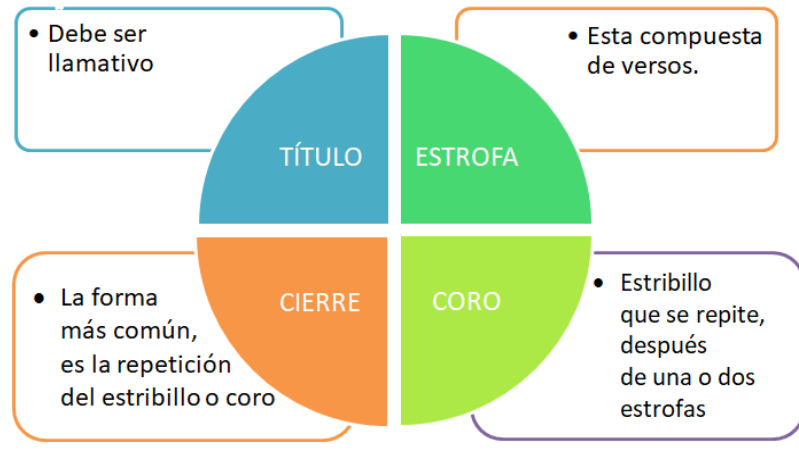 • Debe ser
llamativo
• Esta compuesta
de versos.
TÍTULO
ESTROFA
CIERRE
CORO
• La forma
más común,
es la repetición
del estribillo o coro
• Estribillo
que se repite,
después
de una o dos
estrofas